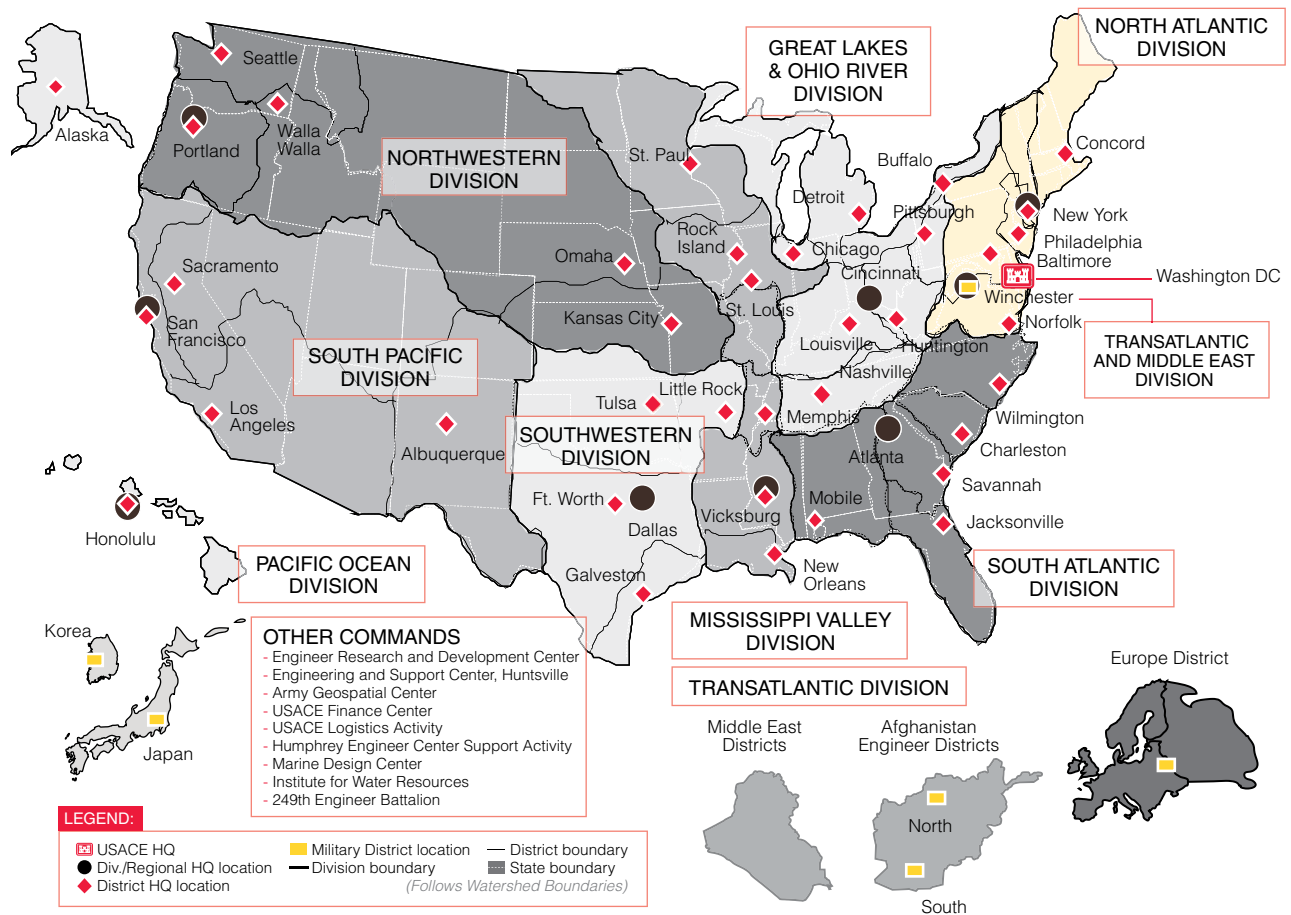 NORTH ATLANTIC
DIVISION
GREAT LAKES
& OHIO RIVER
DIVISION
Seattle
Alaska
Walla
Walla
Portland
NORTHWESTERN
DIVISION
St. Paul
Buffalo
Concord
Detroit
Pittsburgh
New York
Rock
Island
Chicago
Philadelphia
Baltimore
Omaha
Sacramento
Cincinnati
Washington DC
Winchester
St. Louis
Kansas City
San
Francisco
Norfolk
Louisville
Huntington
TRANSATLANTIC
AND MIDDLE EAST
DIVISION
SOUTH PACIFIC
DIVISION
Nashville
Little Rock
Tulsa
Memphis
Los
Angeles
Wilmington
SOUTHWESTERN
DIVISION
Albuquerque
Atlanta
Charleston
Savannah
Ft. Worth
Mobile
Vicksburg
Dallas
Jacksonville
Honolulu
PACIFIC OCEAN
DIVISION
Galveston
New
Orleans
SOUTH ATLANTIC
DIVISION
MISSISSIPPI VALLEY
DIVISION
Korea
Japan
OTHER COMMANDS
- Engineer Research and Development Center
- Engineering and Support Center, Huntsville
- Army Geospatial Center
- USACE Finance Center
- USACE Logistics Activity
- Humphrey Engineer Center Support Activity
- Marine Design Center
- Institute for Water Resources
- 249th Engineer Battalion
TRANSATLANTIC DIVISION
Europe District
Middle East
Districts
Afghanistan
Engineer Districts
North
South
LEGEND:
USACE HQ
Div./Regional HQ location
District HQ location
Military District location
Division boundary
District boundary
State boundary
(Follows Watershed Boundaries)